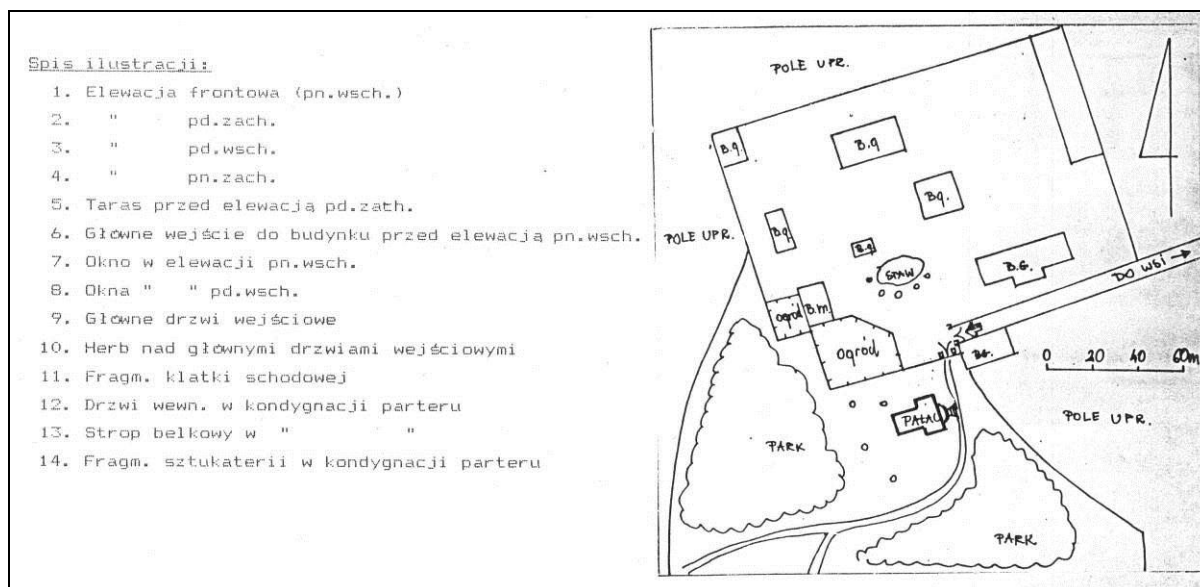 Spis ilustracji:
1. Elewacja frontowa (pn.wsch.)
2. " pd.zach.
3. " pd.wsch.
4. " pn.zach.
5. Taras przed elewacją pd.zath.
6. Główne wejście do budynku przed elewacją pn.wsch.
7. Okno w elewacji pn.wsch.
8. Okna " " pd.wsch.
9. Główne drzwi wejściowe
10. Herb nad głównymi drzwiami wejściowymi
11. Fragm. klatki schodowej
12. Drzwi wewn. w kondygnacji parteru
13. Strop belkowy w " "
14. Fragm. sztukaterii w kondygnacji parteru
POLE UPR.
B.g.
B.g
Bg.
B.g
POLE UPR.
B.g
STAW
B.G.
DO WSI
ogród
B.m.
Ogród
BG.
0 20 40 60m
PAŁAC
POLE UPR.
PARK
PARK